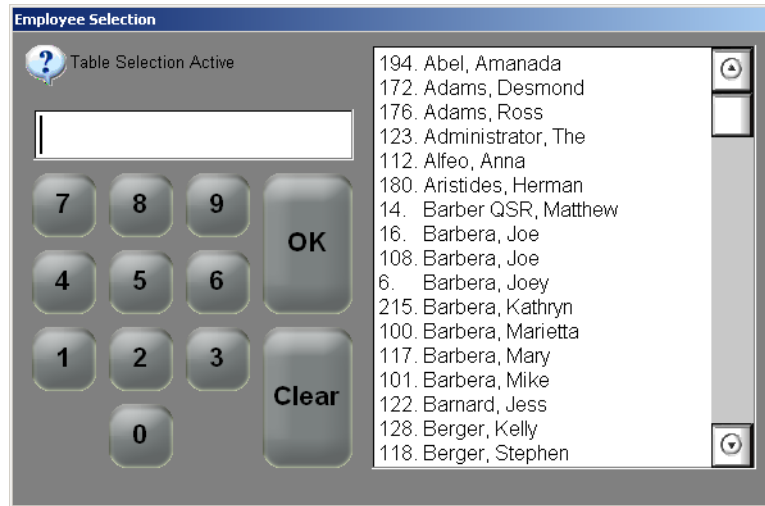 Employee Selection
? Table Selection Active
7 8 9 OK
4 5 6
1 2 3 Clear
0
194. Abel, Amanada
172. Adams, Desmond
176. Adams, Ross
123. Administrator, The
112. Alfeo, Anna
180. Aristides, Herman
14. Barber QSR, Matthew
16. Barbera, Joe
108. Barbera, Joe
6. Barbera, Joey
215. Barbera, Kathryn
100. Barbera, Marietta
117. Barbera, Mary
101. Barbera, Mike
122. Barnard, Jess
128. Berger, Kelly
118. Berger, Stephen